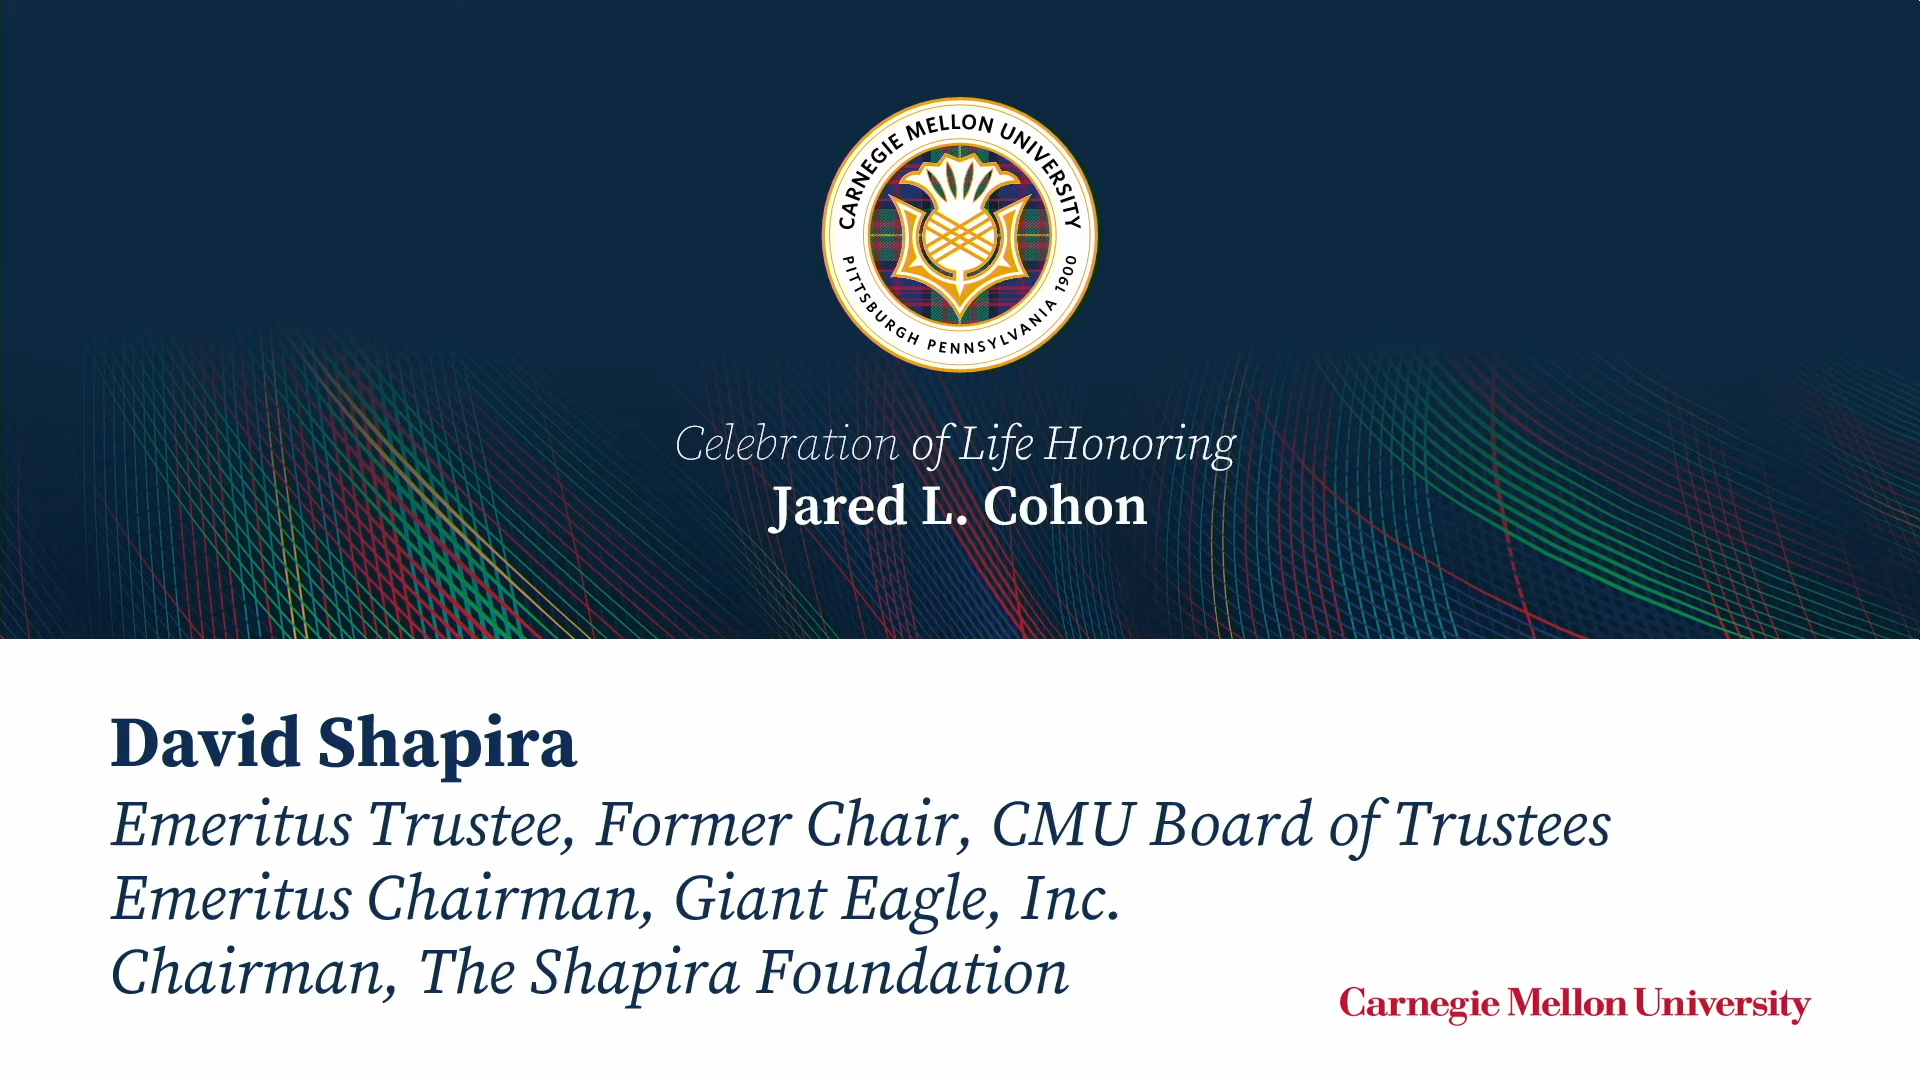 CARNEGIE MELLON UNIVERSITY
PITTSBURGH PENNSYLVANIA 1900
Celebration of Life Honoring
Jared L. Cohon
David Shapira
Emeritus Trustee, Former Chair, CMU Board of Trustees
Emeritus Chairman, Giant Eagle, Inc.
Chairman, The Shapira Foundation
Carnegie Mellon University